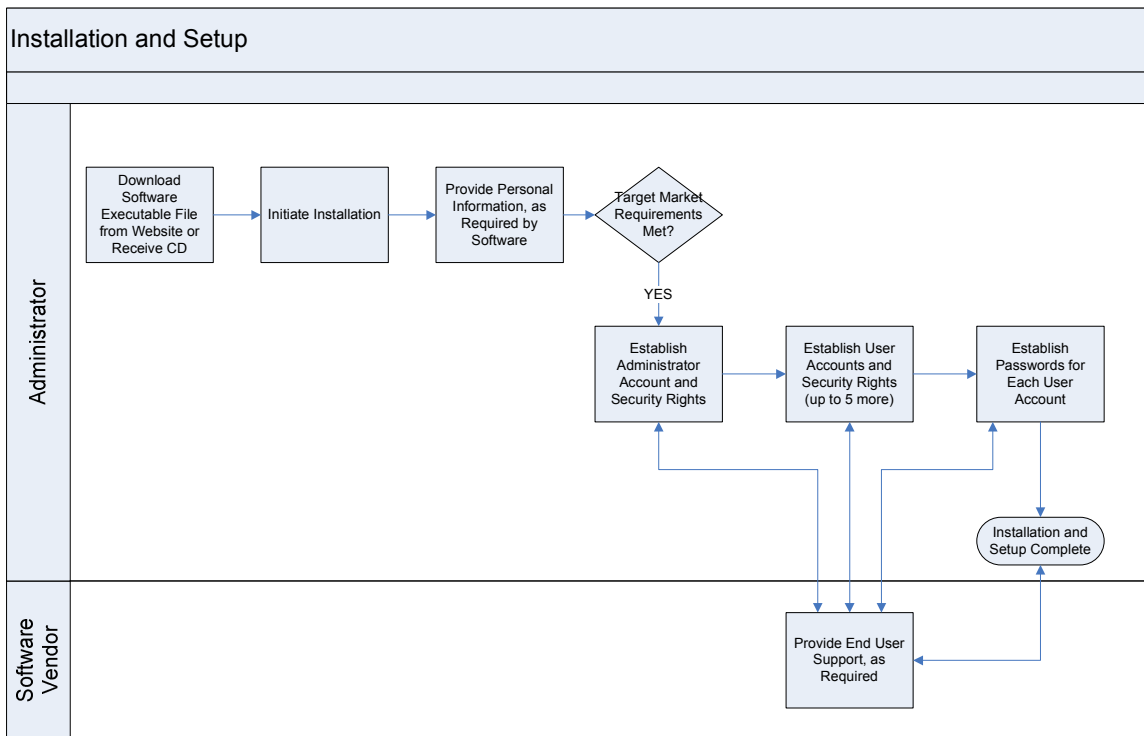 Installation and Setup
Administrator
Download
Software
Executable File
from Website or
Receive CD
Initiate Installation
Provide Personal
Information, as
Required by
Software
Target Market
Requirements
Met?
YES
Establish
Administrator
Account and
Security Rights
Establish User
Accounts and
Security Rights
(up to 5 more)
Establish
Passwords for
Each User
Account
Installation and
Setup Complete
Software
Vendor
Provide End User
Support, as
Required